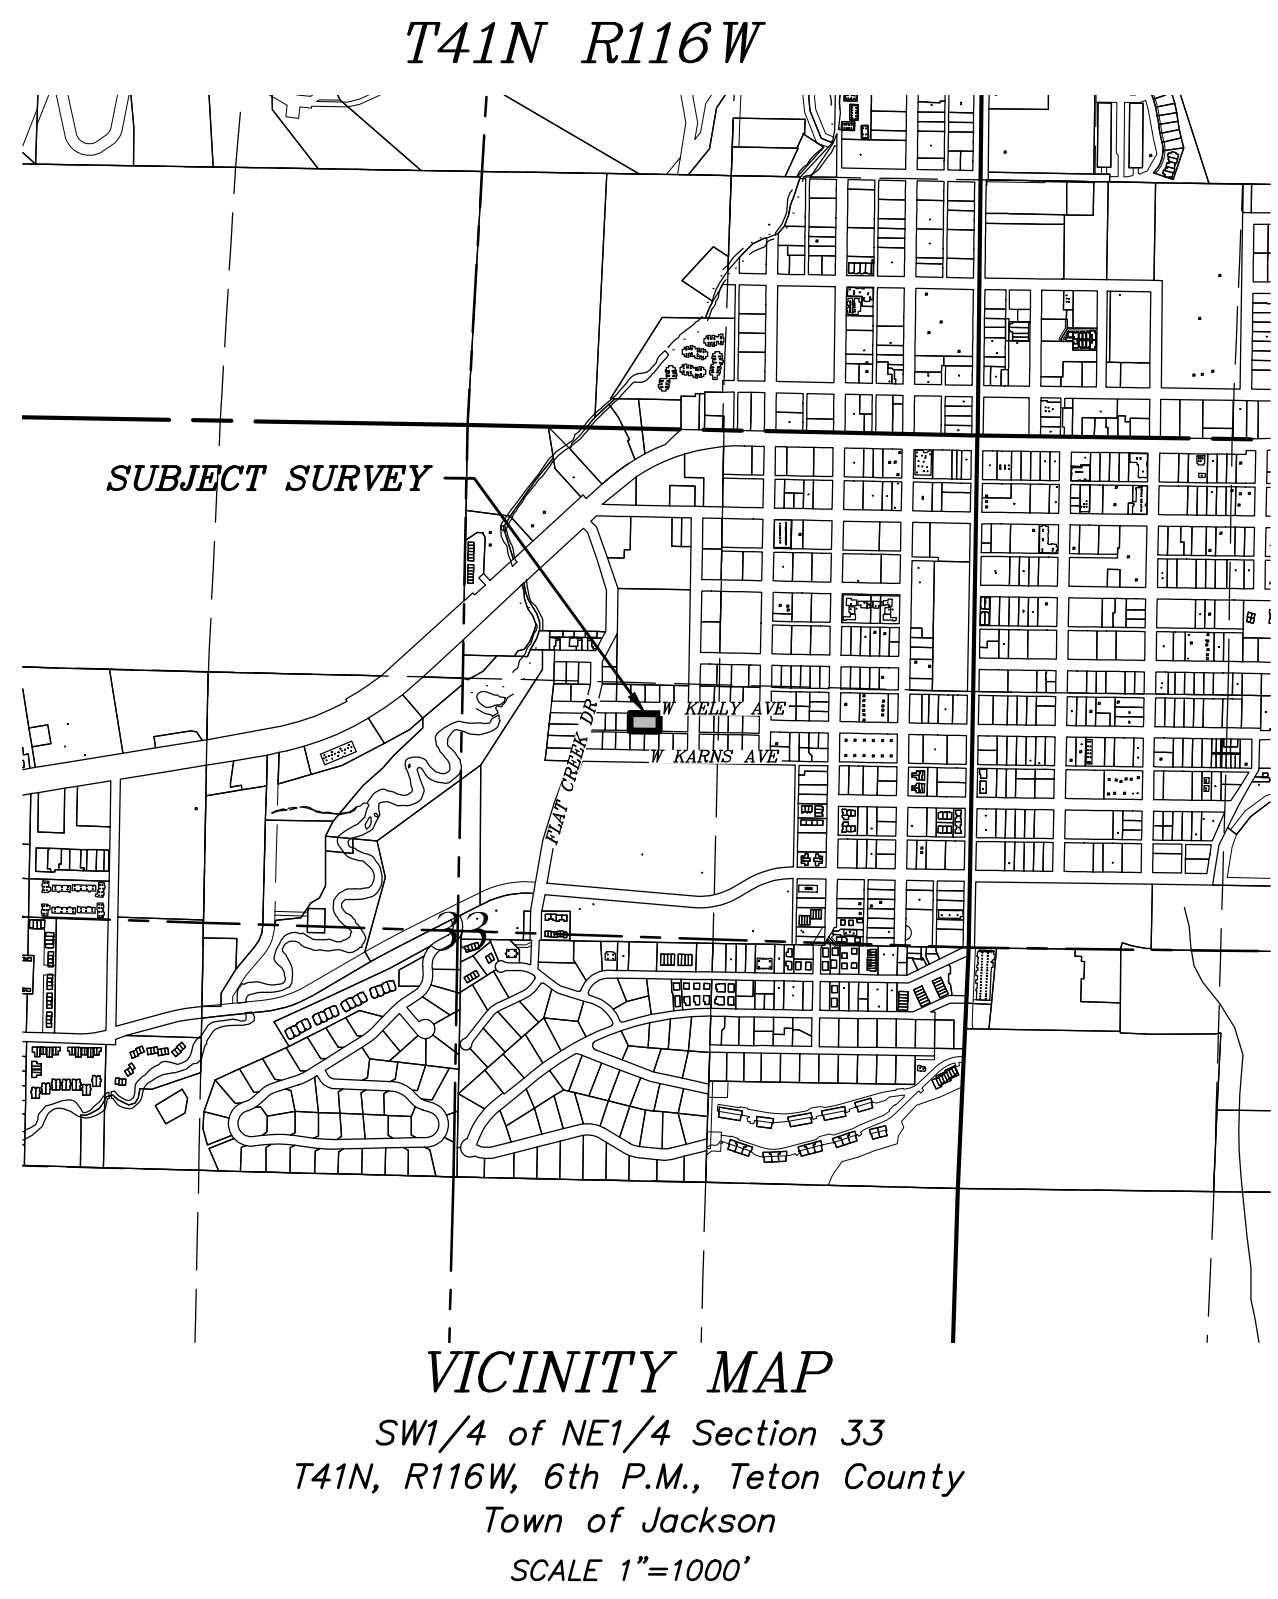 T41N R116W
SUBJECT SURVEY
W KELLY AVE
W KARNS AVE
FLAT CREEK DR
33
VICINITY MAP
SW1/4 of NE1/4 Section 33
T41N, R116W, 6th P.M., Teton County
Town of Jackson
SCALE 1"=1000'